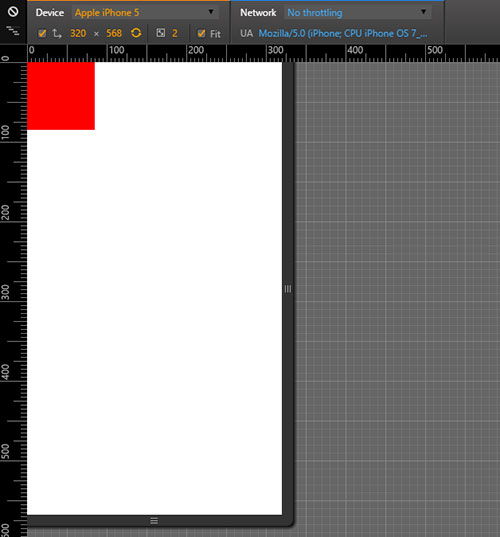 Device Apple iPhone 5 Network No throttling
320 × 568 2 Fit UA Mozilla/5.0 (iPhone; CPU iPhone OS 7_...
0 100 200 300 400 500
0
100
200
300
400
500